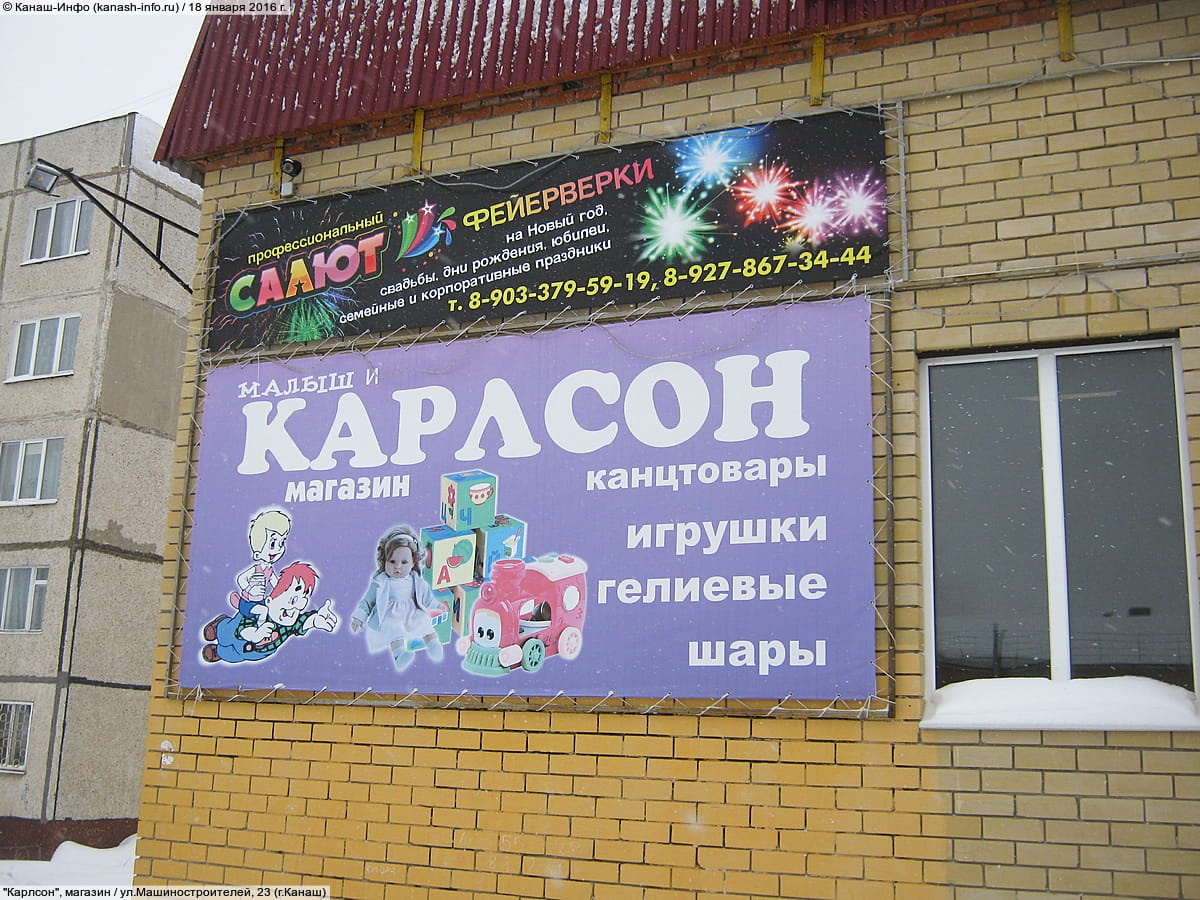 © Канаш-Инфо (kanash-info.ru) / 18 января 2016 г.
профессиональный
САЛЮТ
ФЕЙЕРВЕРКИ
на Новый год,
свадьбы, дни рождения, юбилеи,
семейные и корпоративные праздники
т. 8-903-379-59-19, 8-927-867-34-44
МАЛЫШ И
КАРЛСОН
магазин
канцтовары
игрушки
гелиевые
шары
Ч
А
"Карлсон", магазин / ул.Машиностроителей, 23 (г.Канаш)